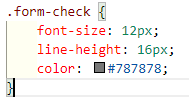 .form-check {
    font-size: 12px;
    line-height: 16px;
    color: #787878;
}